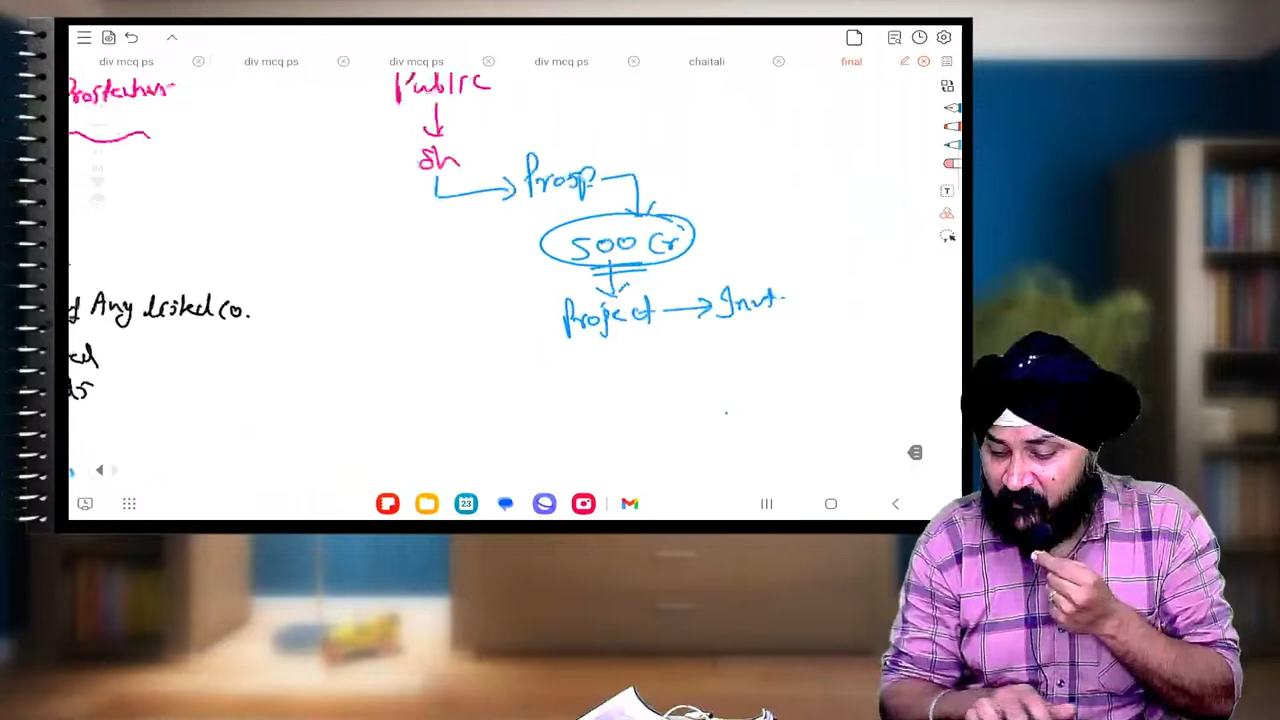 div mcq ps div mcq ps div mcq ps div mcq ps chaitali final
Public
Sh
Prosp
500 Cr
Project
Any listed co.
23
T